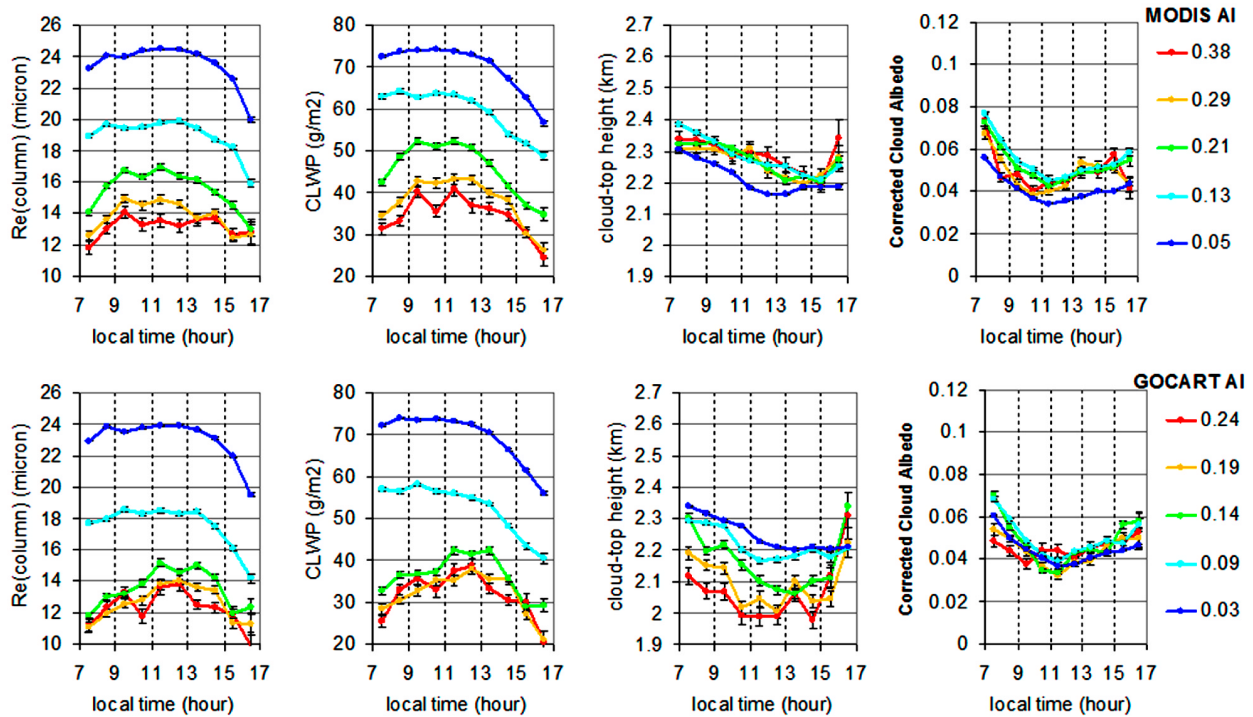 26
24
22
20
18
16
14
12
10
Re(column) (micron)
7 9 11 13 15 17
local time (hour)
80
70
60
50
40
30
20
CLWP (g/m2)
7 9 11 13 15 17
local time (hour)
2.7
2.6
2.5
2.4
2.3
2.2
2.1
2
1.9
cloud-top height (km)
7 9 11 13 15 17
local time (hour)
0.12
0.1
0.08
0.06
0.04
0.02
0
Corrected Cloud Albedo
7 9 11 13 15 17
local time (hour)
MODIS AI
0.38
0.29
0.21
0.13
0.05
26
24
22
20
18
16
14
12
10
Re(column) (micron)
7 9 11 13 15 17
local time (hour)
80
70
60
50
40
30
20
CLWP (g/m2)
7 9 11 13 15 17
local time (hour)
2.7
2.6
2.5
2.4
2.3
2.2
2.1
2
1.9
cloud-top height (km)
7 9 11 13 15 17
local time (hour)
0.12
0.1
0.08
0.06
0.04
0.02
0
Corrected Cloud Albedo
7 9 11 13 15 17
local time (hour)
GOCART AI
0.24
0.19
0.14
0.09
0.03